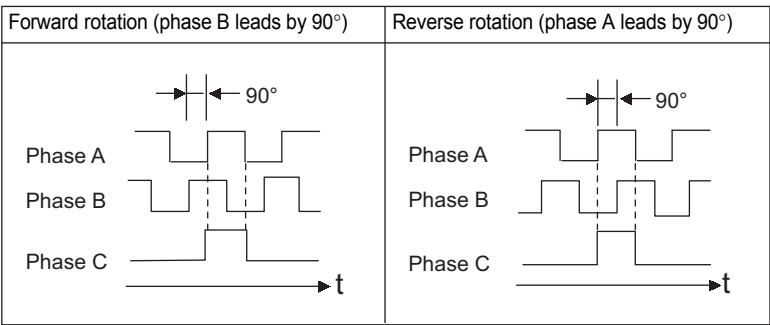 Forward rotation (phase B leads by 90°)
90°
Phase A
Phase B
Phase C
t
Reverse rotation (phase A leads by 90°)
90°
Phase A
Phase B
Phase C
t